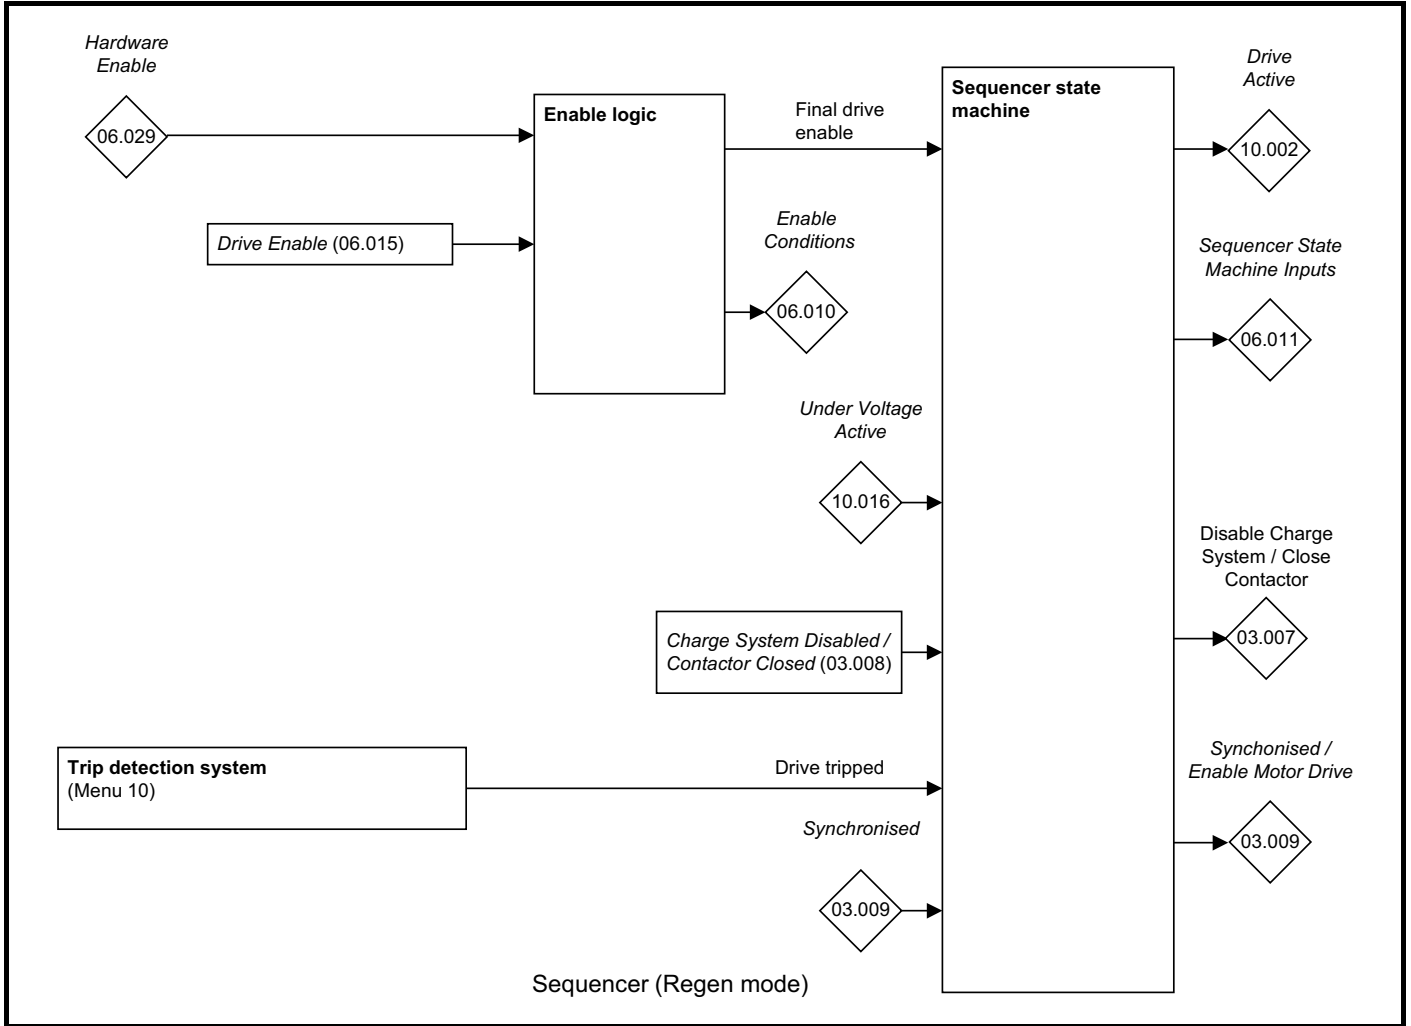 Hardware
Enable
06.029
Drive Enable (06.015)
Enable logic
Final drive
enable
Enable
Conditions
06.010
Under Voltage
Active
10.016
Charge System Disabled /
Contactor Closed (03.008)
Trip detection system
(Menu 10)
Drive tripped
Synchronised
03.009
Sequencer state
machine
Drive
Active
10.002
Sequencer State
Machine Inputs
06.011
Disable Charge
System / Close
Contactor
03.007
Synchonised /
Enable Motor Drive
03.009
Sequencer (Regen mode)